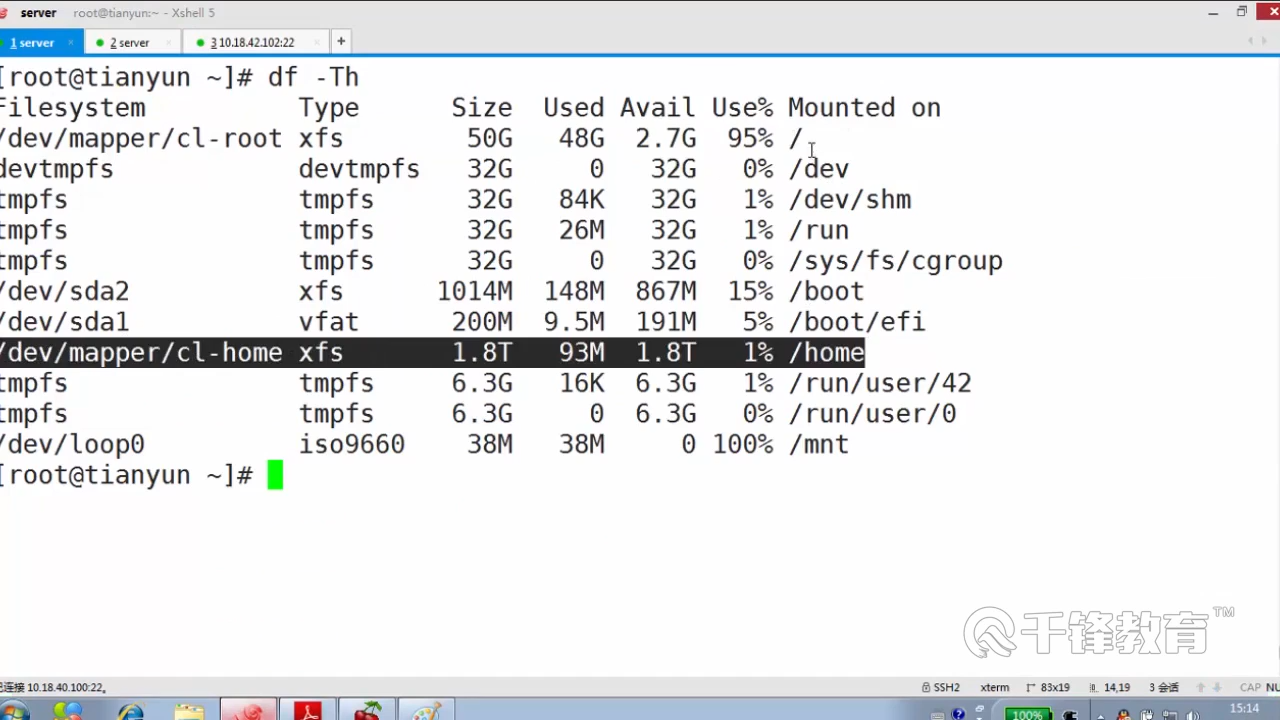 server root@tianyun:~ - Xshell 5
1 server × 2 server × 3 10.18.42.102:22 × +
[root@tianyun ~]# df -Th
Filesystem Type Size Used Avail Use% Mounted on
/dev/mapper/cl-root xfs 50G 48G 2.7G 95% /
devtmpfs devtmpfs 32G 0 32G 0% /dev
tmpfs tmpfs 32G 84K 32G 1% /dev/shm
tmpfs tmpfs 32G 26M 32G 1% /run
tmpfs tmpfs 32G 0 32G 0% /sys/fs/cgroup
/dev/sda2 xfs 1014M 148M 867M 15% /boot
/dev/sda1 vfat 200M 9.5M 191M 5% /boot/efi
/dev/mapper/cl-home xfs 1.8T 93M 1.8T 1% /home
tmpfs tmpfs 6.3G 16K 6.3G 1% /run/user/42
tmpfs tmpfs 6.3G 0 6.3G 0% /run/user/0
/dev/loop0 iso9660 38M 38M 0 100% /mnt
[root@tianyun ~]#
千锋教育™
已连接 10.18.40.100:22。 SSH2 xterm 83x19 14,19 3 会话 CAP NU
100% 15:14